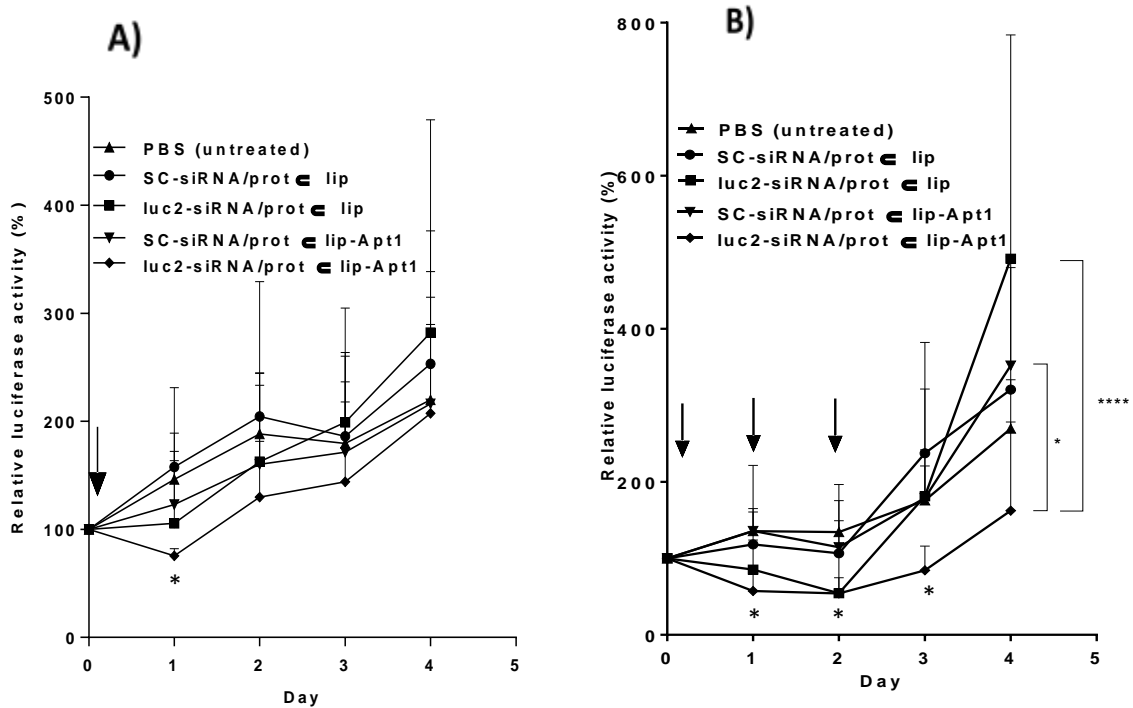 A)
Relative luciferase activity (%)
500
400
300
200
100
0
PBS (untreated)
SC-siRNA/prot ⊂ lip
luc2-siRNA/prot ⊂ lip
SC-siRNA/prot ⊂ lip-Apt1
luc2-siRNA/prot ⊂ lip-Apt1
*
0 1 2 3 4 5
Day
B)
Relative luciferase activity (%)
800
600
400
200
0
PBS (untreated)
SC-siRNA/prot ⊂ lip
luc2-siRNA/prot ⊂ lip
SC-siRNA/prot ⊂ lip-Apt1
luc2-siRNA/prot ⊂ lip-Apt1
****
*
* * *
0 1 2 3 4 5
Day